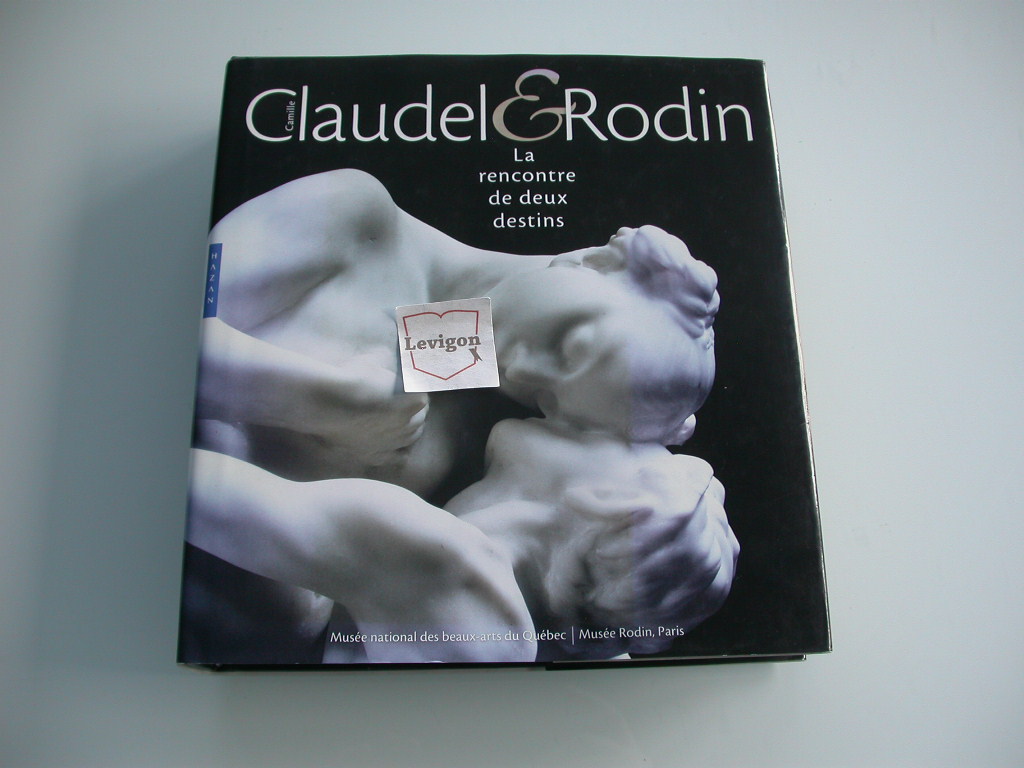 Camille
Claudel & Rodin
La
rencontre
de deux
destins
HAZAN
Levigon
Musée national des beaux-arts du Québec | Musée Rodin, Paris